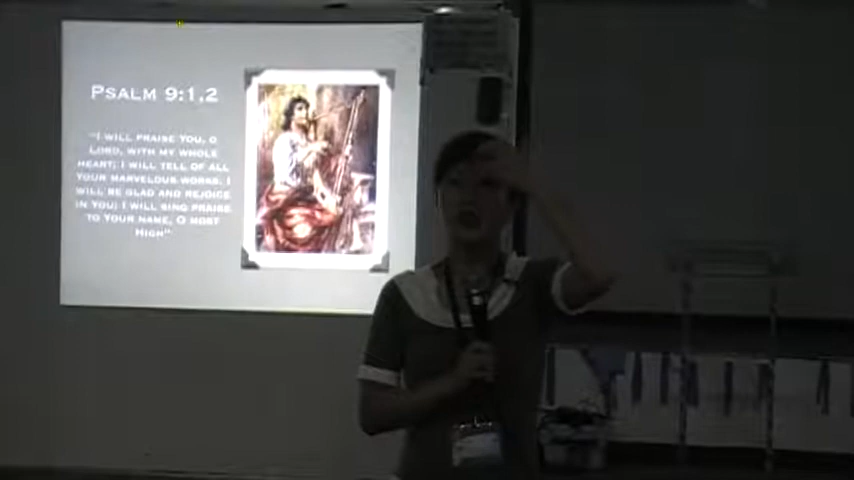 PSALM 9:1,2
"I WILL PRAISE YOU, O
LORD, WITH MY WHOLE
HEART; I WILL TELL OF ALL
YOUR MARVELOUS WORKS. I
WILL BE GLAD AND REJOICE
IN YOU; I WILL SING PRAISE
TO YOUR NAME, O MOST
HIGH"